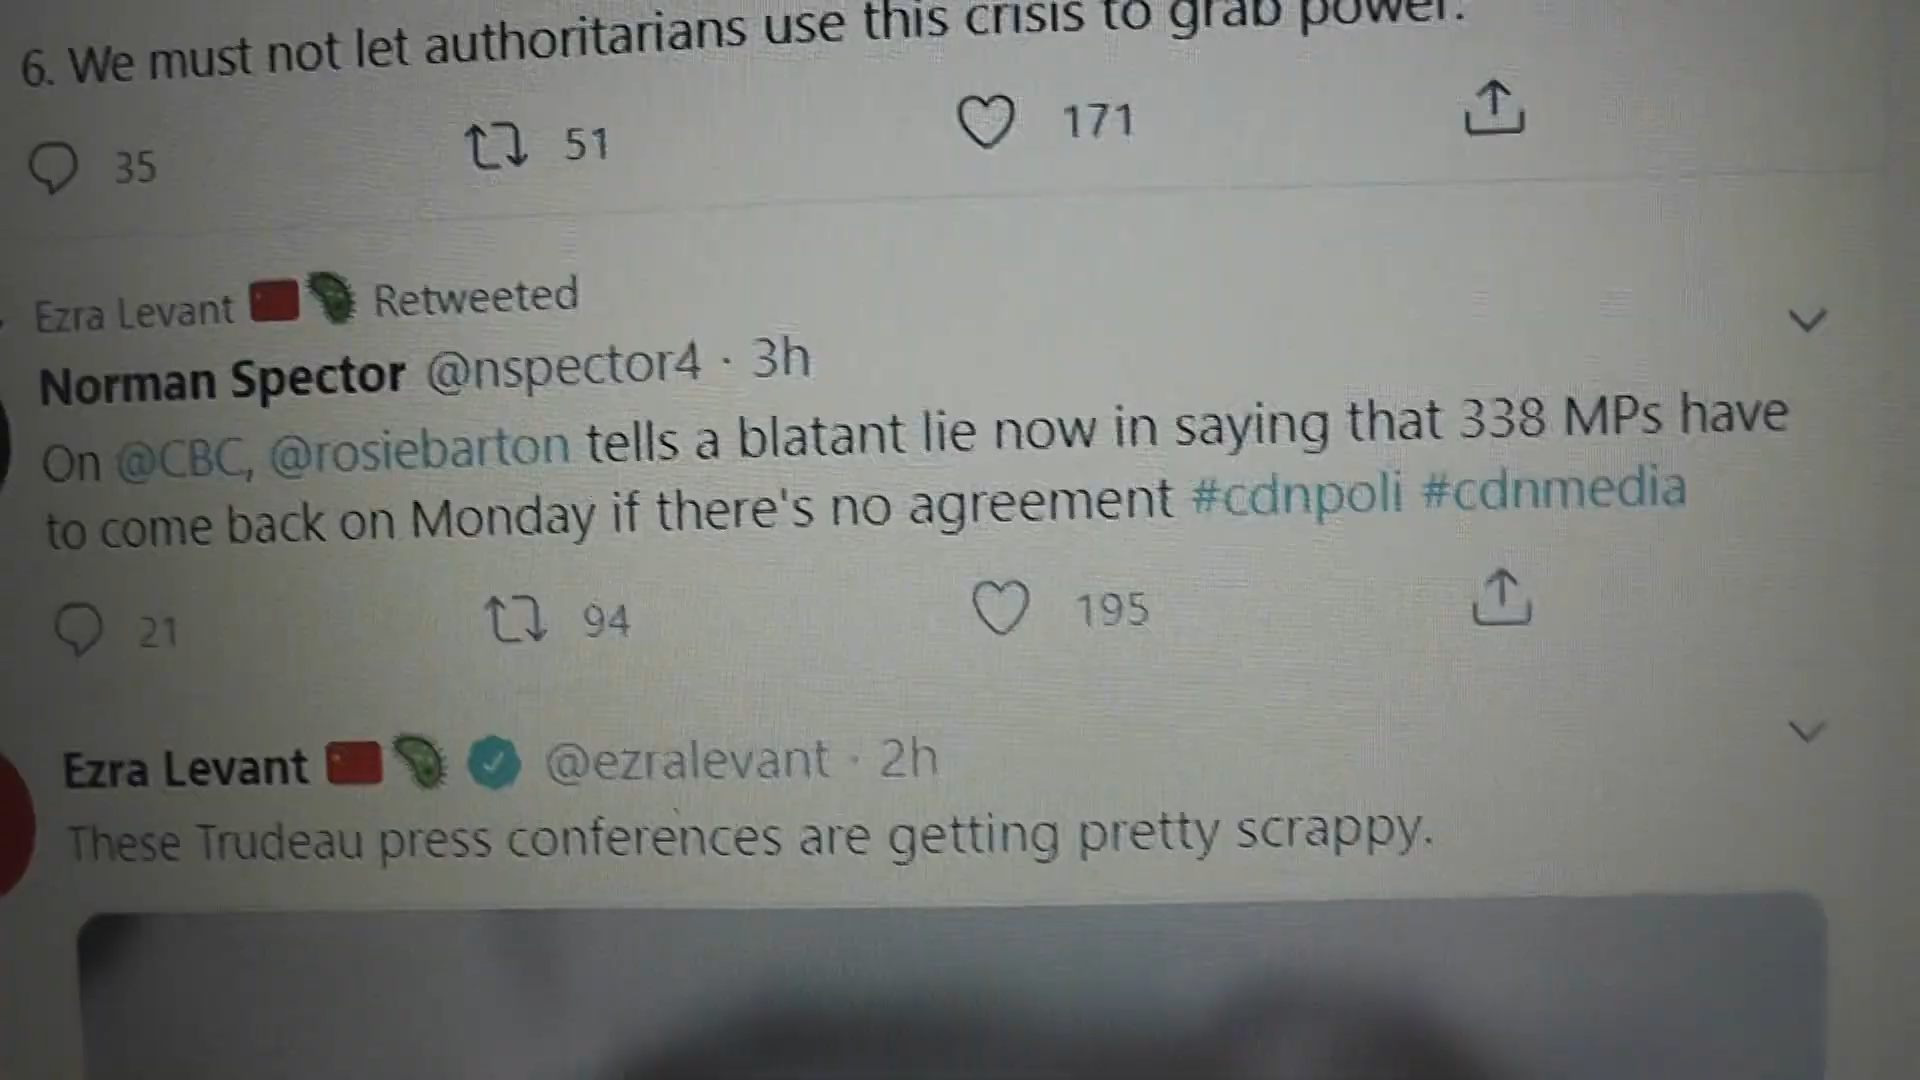 6. We must not let authoritarians use this crisis to grab power.
35 51 171
Ezra Levant Retweeted
Norman Spector @nspector4 · 3h
On @CBC, @rosiebarton tells a blatant lie now in saying that 338 MPs have
to come back on Monday if there's no agreement #cdnpoli #cdnmedia
21 94 195
Ezra Levant @ezralevant · 2h
These Trudeau press conferences are getting pretty scrappy.